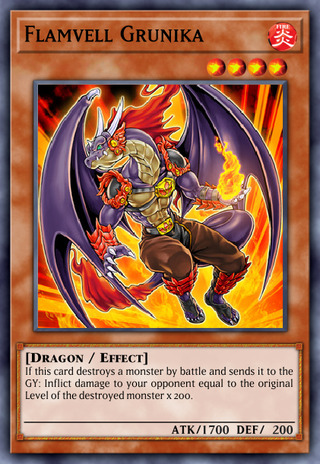 Flamvell Grunika
FIRE
炎
[Dragon / Effect]
If this card destroys a monster by battle and sends it to the
GY: Inflict damage to your opponent equal to the original
Level of the destroyed monster x 200.
ATK/1700 DEF/ 200